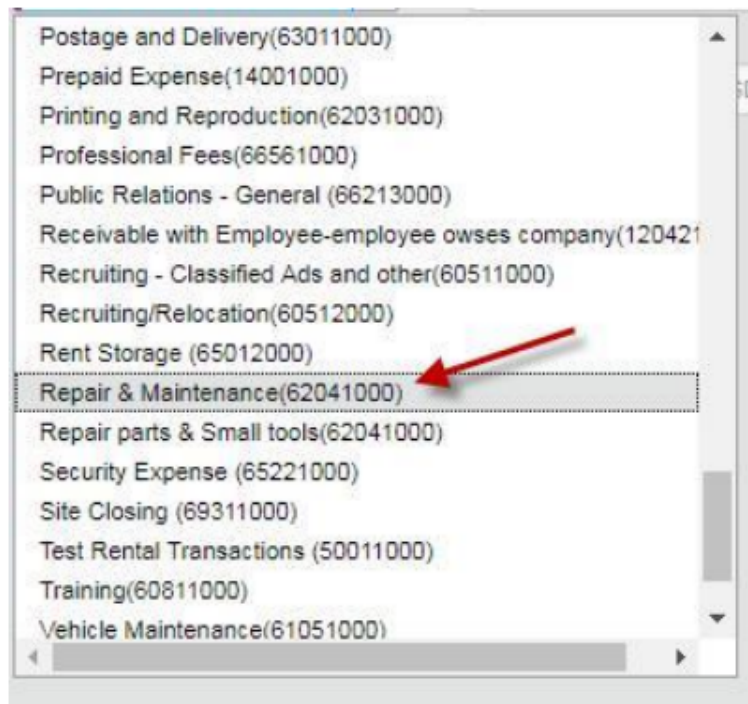 Postage and Delivery(63011000)
Prepaid Expense(14001000)
Printing and Reproduction(62031000)
Professional Fees(66561000)
Public Relations - General (66213000)
Receivable with Employee-employee owses company(120421
Recruiting - Classified Ads and other(60511000)
Recruiting/Relocation(60512000)
Rent Storage (65012000)
Repair & Maintenance(62041000)
Repair parts & Small tools(62041000)
Security Expense (65221000)
Site Closing (69311000)
Test Rental Transactions (50011000)
Training(60811000)
Vehicle Maintenance(61051000)